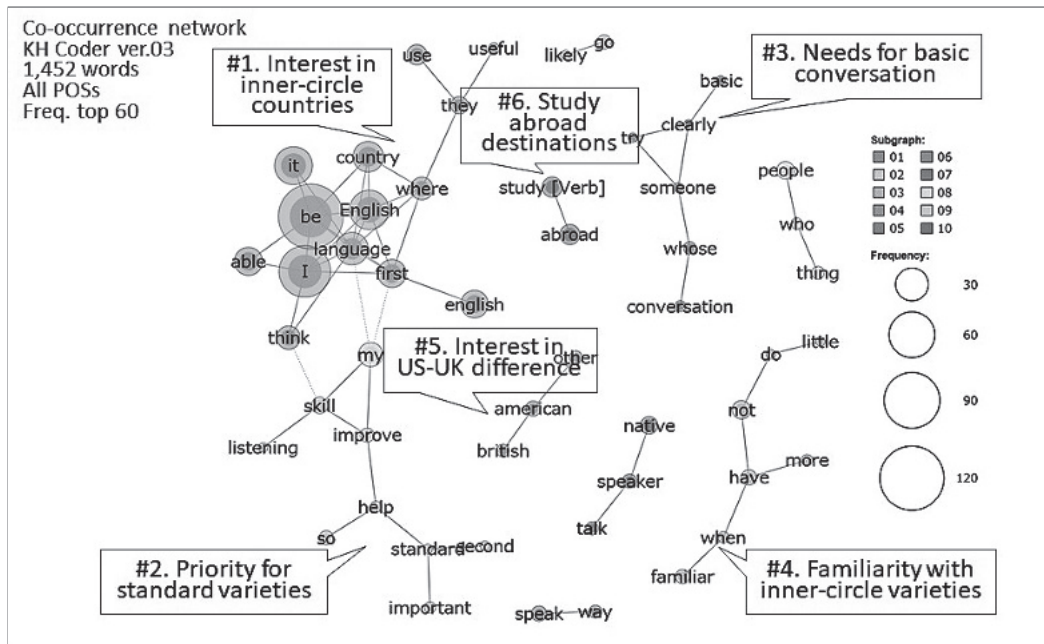 Co-occurrence network
KH Coder ver.03
1,452 words
All POSs
Freq. top 60
#1. Interest in
inner-circle
countries
use
useful
they
likely
go
#6. Study
abroad
destinations
study [Verb]
abroad
#3. Needs for basic
conversation
basic
clearly
try
someone
whose
conversation
people
who
thing
Subgraph:
01
02
03
04
05
06
07
08
09
10
Frequency:
30
60
90
120
it
country
where
be
English
language
able
I
first
english
think
my
#5. Interest in
US-UK difference
other
american
british
skill
listening
improve
help
so
standard
second
important
#2. Priority for
standard varieties
native
speaker
talk
speak
way
little
do
not
more
have
when
familiar
#4. Familiarity with
inner-circle varieties